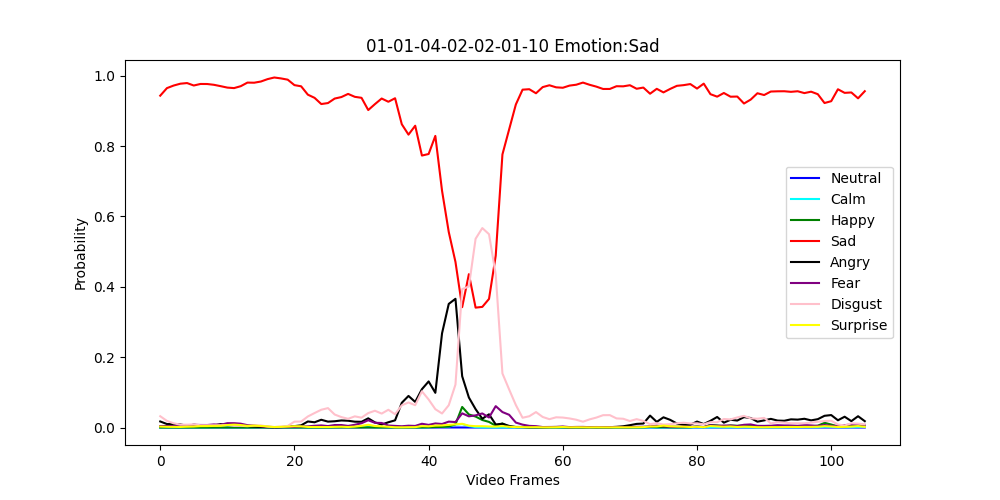 01-01-04-02-02-01-10 Emotion:Sad
Probability
1.0
0.8
0.6
0.4
0.2
0.0
0
20
40
60
80
100
Video Frames
Neutral
Calm
Happy
Sad
Angry
Fear
Disgust
Surprise